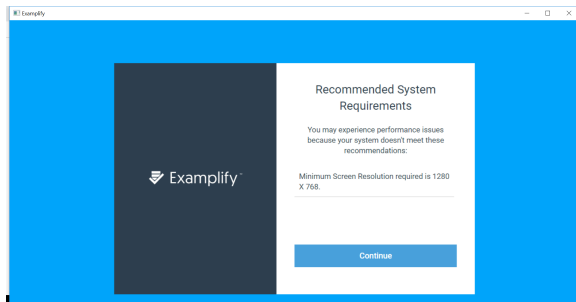 Examplify
Recommended System
Requirements
You may experience performance issues
because your system doesn't meet these
recommendations:
Examplify
Minimum Screen Resolution required is 1280
X 768.
Continue